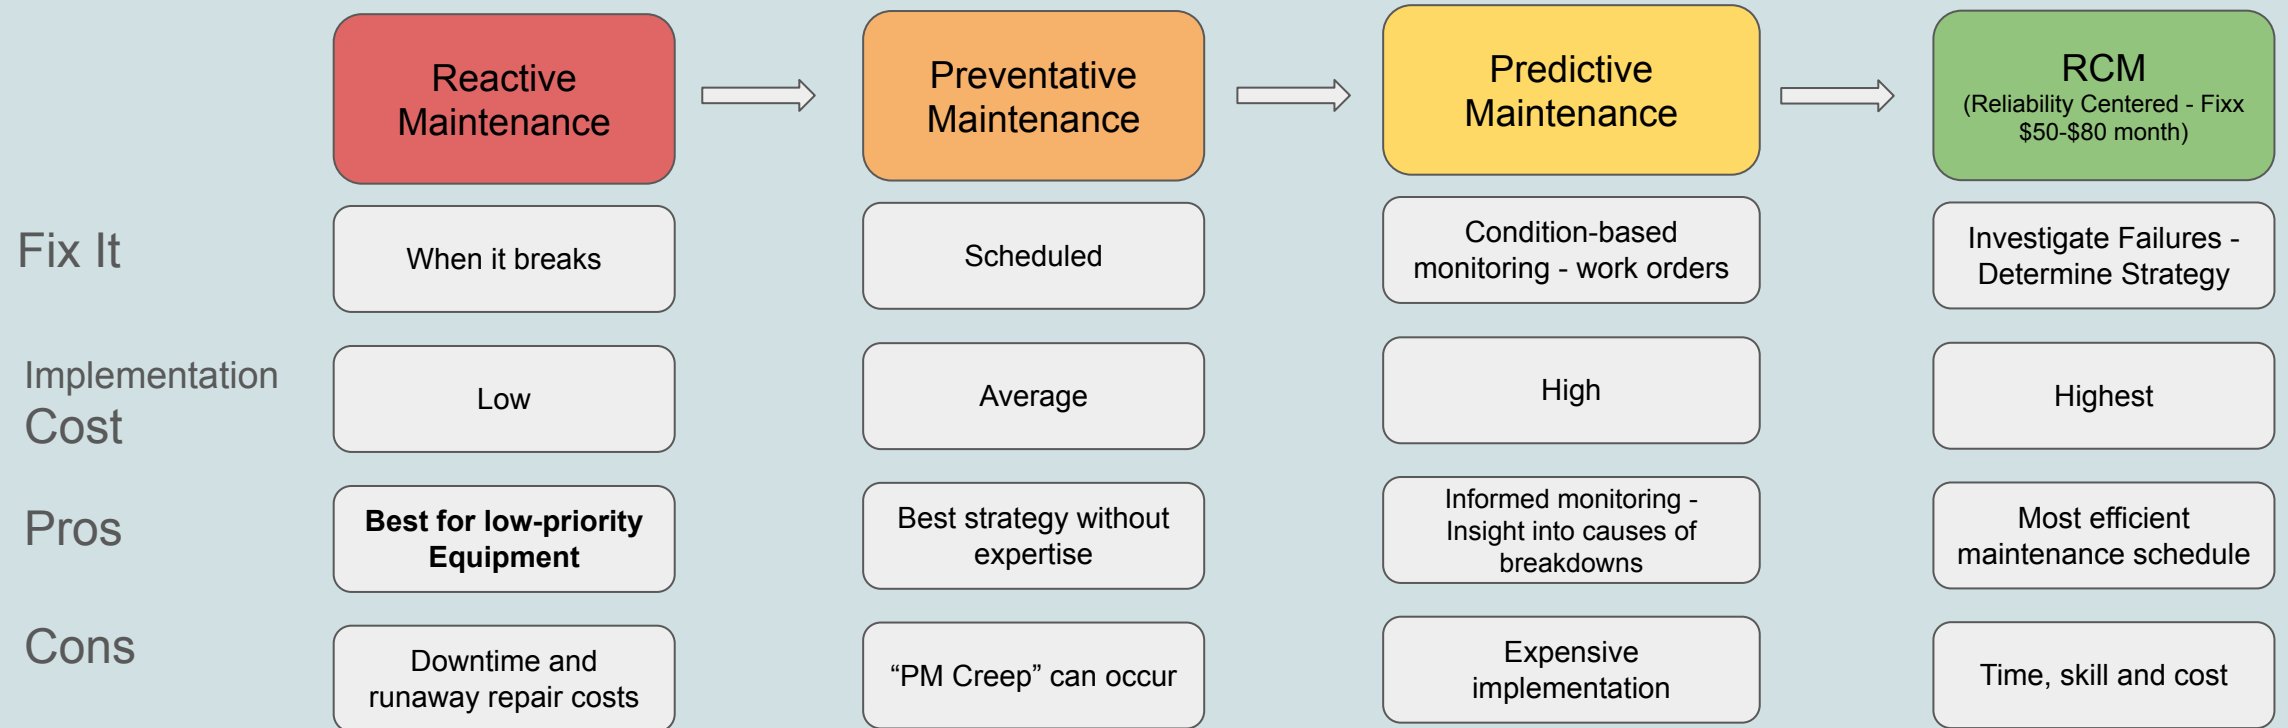 Reactive
Maintenance
Preventative
Maintenance
Predictive
Maintenance
RCM
(Reliability Centered - Fixx
$50-$80 month)
Fix It
When it breaks
Scheduled
Condition-based
monitoring - work orders
Investigate Failures -
Determine Strategy
Implementation
Cost
Low
Average
High
Highest
Pros
Best for low-priority
Equipment
Best strategy without
expertise
Informed monitoring -
Insight into causes of
breakdowns
Most efficient
maintenance schedule
Cons
Downtime and
runaway repair costs
“PM Creep” can occur
Expensive
implementation
Time, skill and cost